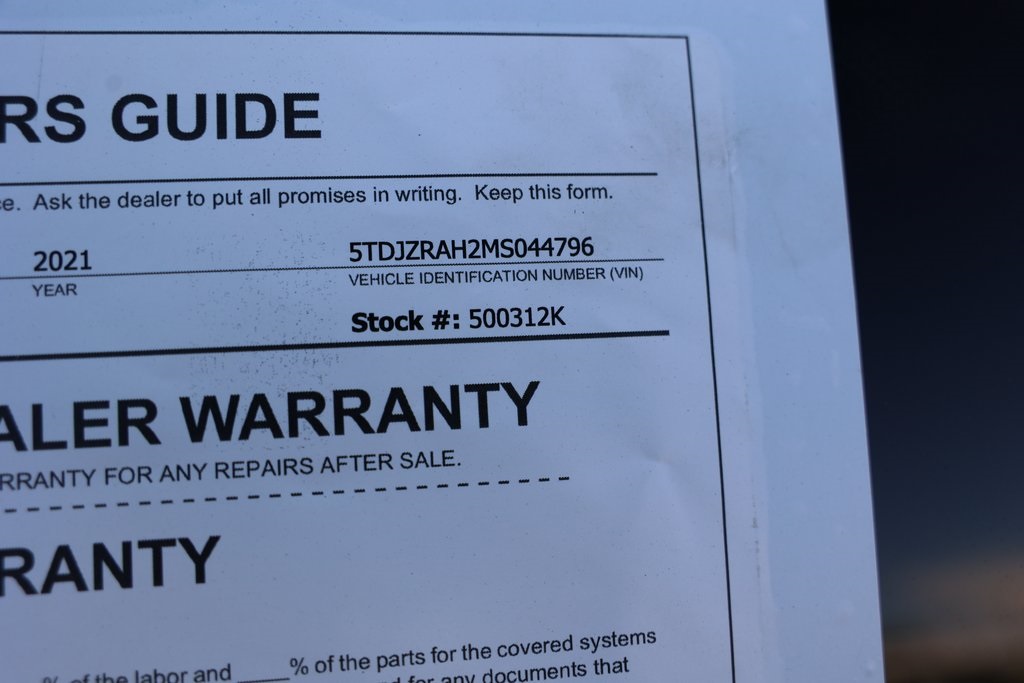 RS GUIDE
ce. Ask the dealer to put all promises in writing. Keep this form.
2021 5TDJZRAH2MS044796
YEAR VEHICLE IDENTIFICATION NUMBER (VIN)
Stock #: 500312K
ALER WARRANTY
RRANTY FOR ANY REPAIRS AFTER SALE.
RANTY
% of the labor and ____% of the parts for the covered systems
d for any documents that